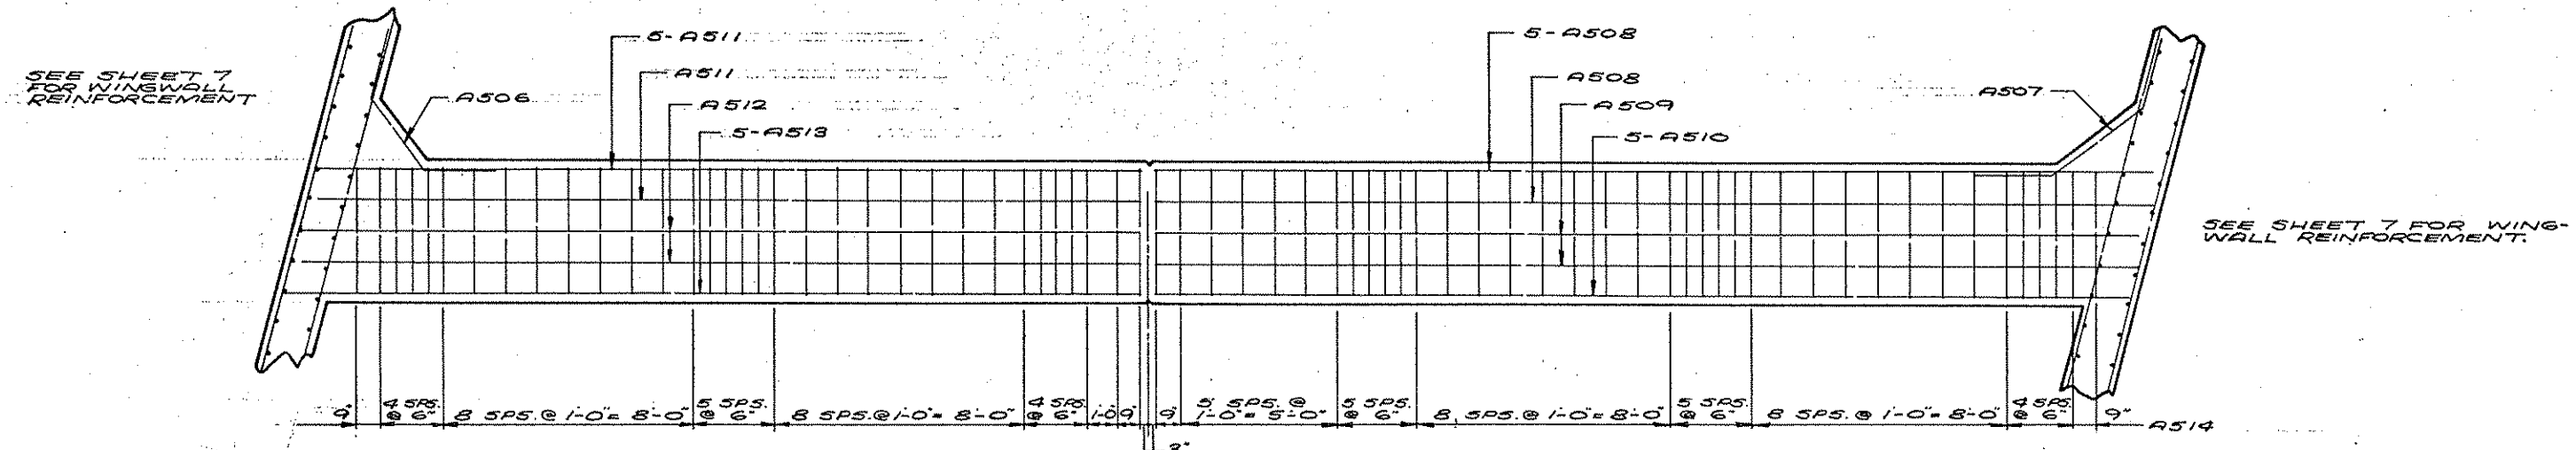 5-A511
5-A508
SEE SHEET 7
FOR WINGWALL
REINFORCEMENT
A511
A508
A506
A507
A512
A509
5-A513
5-A510
SEE SHEET 7 FOR WING-
WALL REINFORCEMENT.
9"
4 SPS.
@ 6"
8 SPS. @ 1'-0" = 8'-0"
5 SPS.
@ 6"
8 SPS. @ 1'-0" = 8'-0"
4 SPS.
@ 6"
1'-0"
9"
9"
5 SPS. @
1'-0" = 5'-0"
5 SPS.
@ 6"
8 SPS. @ 1'-0" = 8'-0"
5 SPS.
@ 6"
8 SPS. @ 1'-0" = 8'-0"
4 SPS.
@ 6"
9"
A514